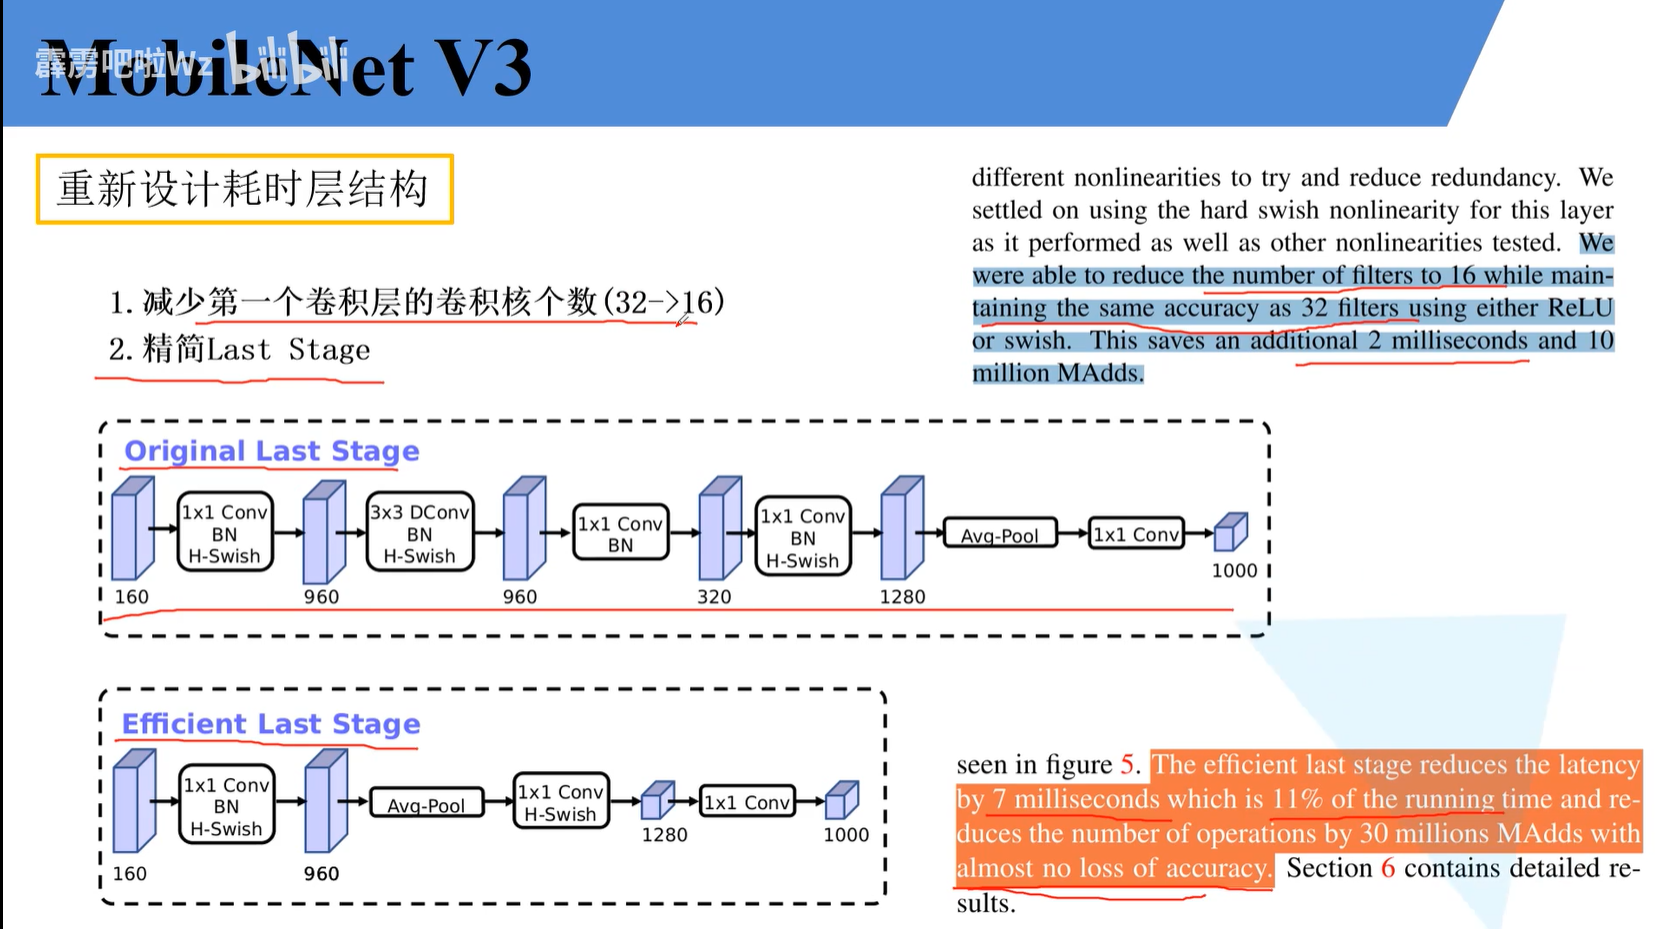 MobileNet V3
霹雳吧啦Wz bilibili
重新设计耗时层结构
1.减少第一个卷积层的卷积核个数(32->16)
2.精简Last Stage
different nonlinearities to try and reduce redundancy. We
settled on using the hard swish nonlinearity for this layer
as it performed as well as other nonlinearities tested. We
were able to reduce the number of filters to 16 while main-
taining the same accuracy as 32 filters using either ReLU
or swish. This saves an additional 2 milliseconds and 10
million MAdds.
Original Last Stage
1x1 Conv
BN
H-Swish
3x3 DConv
BN
H-Swish
1x1 Conv
BN
1x1 Conv
BN
H-Swish
Avg-Pool
1x1 Conv
160
960
960
320
1280
1000
Efficient Last Stage
1x1 Conv
BN
H-Swish
Avg-Pool
1x1 Conv
H-Swish
1x1 Conv
160
960
1280
1000
seen in figure 5. The efficient last stage reduces the latency
by 7 milliseconds which is 11% of the running time and re-
duces the number of operations by 30 millions MAdds with
almost no loss of accuracy. Section 6 contains detailed re-
sults.